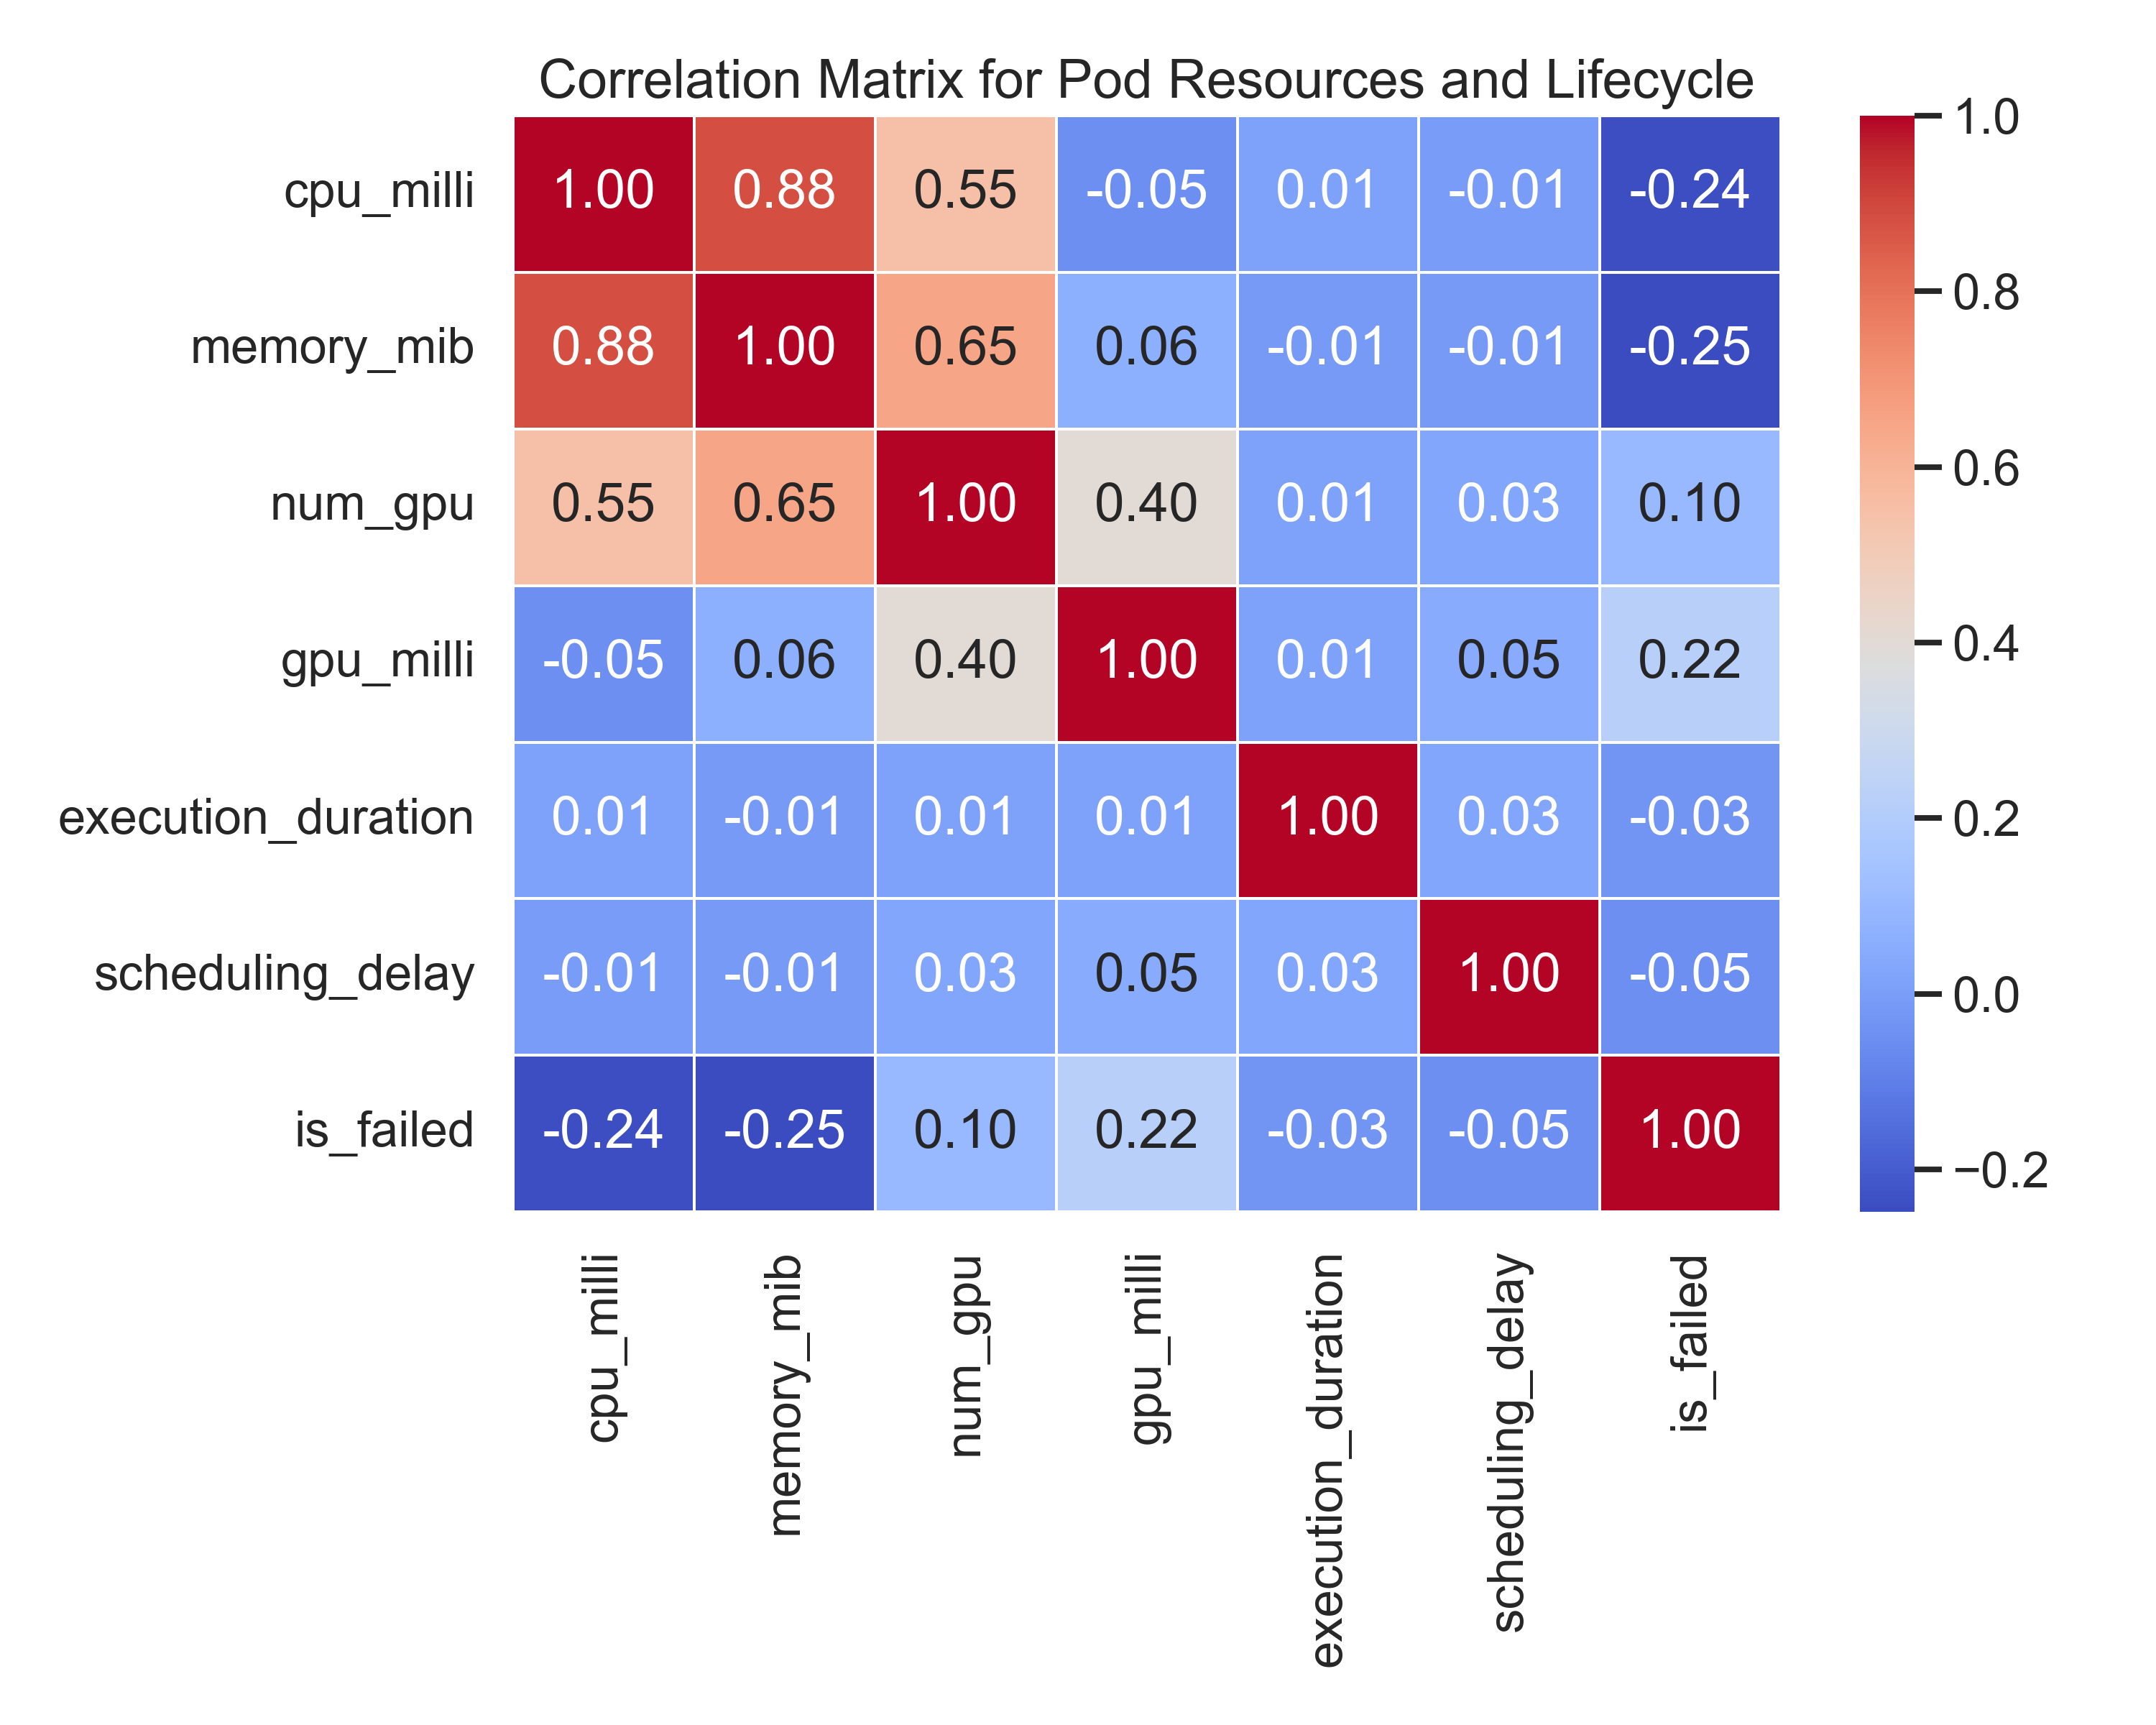 Correlation Matrix for Pod Resources and Lifecycle
cpu_milli 1.00 0.88 0.55 -0.05 0.01 -0.01 -0.24
memory_mib 0.88 1.00 0.65 0.06 -0.01 -0.01 -0.25
num_gpu 0.55 0.65 1.00 0.40 0.01 0.03 0.10
gpu_milli -0.05 0.06 0.40 1.00 0.01 0.05 0.22
execution_duration 0.01 -0.01 0.01 0.01 1.00 0.03 -0.03
scheduling_delay -0.01 -0.01 0.03 0.05 0.03 1.00 -0.05
is_failed -0.24 -0.25 0.10 0.22 -0.03 -0.05 1.00
cpu_milli
memory_mib
num_gpu
gpu_milli
execution_duration
scheduling_delay
is_failed
1.0
0.8
0.6
0.4
0.2
0.0
−0.2